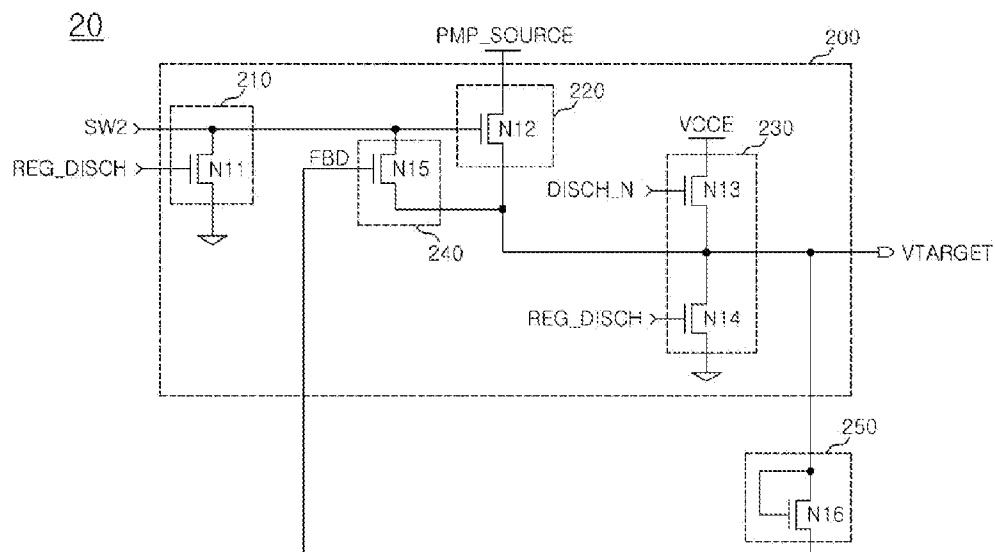 20
PMP_SOURCE
200
210
220
SW2
N12
VCCE
230
REG_DISCH
N11
FBD
N15
DISCH_N
N13
240
VTARGET
REG_DISCH
N14
250
N16